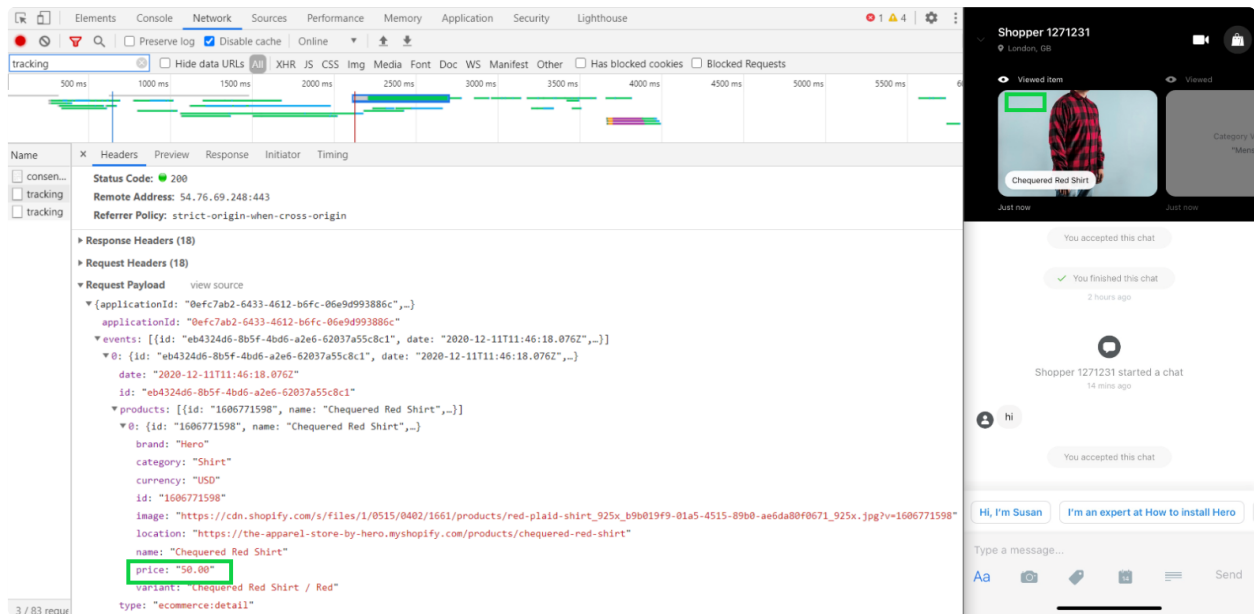 Elements Console Network Sources Performance Memory Application Security Lighthouse 1 4
Preserve log Disable cache Online
tracking Hide data URLs All XHR JS CSS Img Media Font Doc WS Manifest Other Has blocked cookies Blocked Requests
500 ms 1000 ms 1500 ms 2000 ms 2500 ms 3000 ms 3500 ms 4000 ms 4500 ms 5000 ms 5500 ms
Name
consen...
tracking
tracking
3 / 83 reque
× Headers Preview Response Initiator Timing
Status Code: 200
Remote Address: 54.76.69.248:443
Referrer Policy: strict-origin-when-cross-origin
Response Headers (18)
Request Headers (18)
Request Payload view source
{applicationId: "0efc7ab2-6433-4612-b6fc-06e9d993886c",…}
applicationId: "0efc7ab2-6433-4612-b6fc-06e9d993886c"
events: [{id: "eb4324d6-8b5f-4bd6-a2e6-62037a55c8c1", date: "2020-12-11T11:46:18.076Z",…}]
0: {id: "eb4324d6-8b5f-4bd6-a2e6-62037a55c8c1", date: "2020-12-11T11:46:18.076Z",…}
date: "2020-12-11T11:46:18.076Z"
id: "eb4324d6-8b5f-4bd6-a2e6-62037a55c8c1"
products: [{id: "1606771598", name: "Chequered Red Shirt",…}]
0: {id: "1606771598", name: "Chequered Red Shirt",…}
brand: "Hero"
category: "Shirt"
currency: "USD"
id: "1606771598"
image: "https://cdn.shopify.com/s/files/1/0515/0402/1661/products/red-plaid-shirt_925x_b9b019f9-01a5-4515-89b0-ae6da80f0671_925x.jpg?v=1606771598"
location: "https://the-apparel-store-by-hero.myshopify.com/products/chequered-red-shirt"
name: "Chequered Red Shirt"
price: "50.00"
variant: "Chequered Red Shirt / Red"
type: "ecommerce:detail"
Shopper 1271231
London, GB
Viewed item Viewed
Category V
"Mens
Chequered Red Shirt
Just now Just now
You accepted this chat
You finished this chat
2 hours ago
Shopper 1271231 started a chat
14 mins ago
hi
You accepted this chat
Hi, I'm Susan I'm an expert at How to install Hero
Type a message...
Aa 14 Send